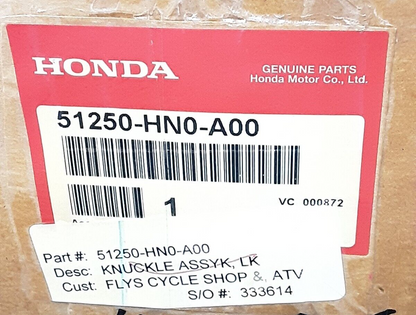 HONDA
GENUINE PARTS
Honda Motor Co., Ltd.
51250-HN0-A00
1
VC 000872
Part #: 51250-HN0-A00
Desc: KNUCKLE ASSYK, LK
Cust: FLYS CYCLE SHOP & ATV
S/O #: 333614